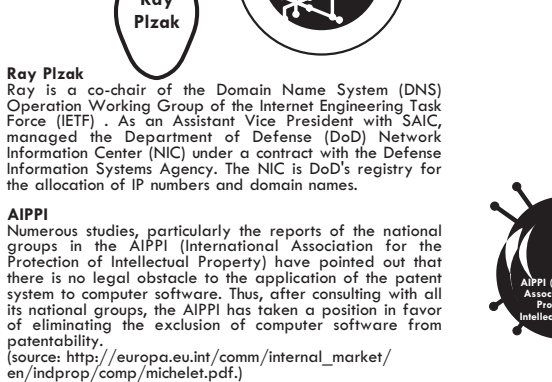 Ray
Plzak
Ray Plzak
Ray is a co-chair of the Domain Name System (DNS)
Operation Working Group of the Internet Engineering Task
Force (IETF) . As an Assistant Vice President with SAIC,
managed the Department of Defense (DoD) Network
Information Center (NIC) under a contract with the Defense
Information Systems Agency. The NIC is DoD's registry for
the allocation of IP numbers and domain names.
AIPPI
Numerous studies, particularly the reports of the national
groups in the AIPPI (International Association for the
Protection of Intellectual Property) have pointed out that
there is no legal obstacle to the application of the patent
system to computer software. Thus, after consulting with all
its national groups, the AIPPI has taken a position in favor
of eliminating the exclusion of computer software from
patentability.
(source: http://europa.eu.int/comm/internal_market/
en/indprop/comp/michelet.pdf.)
AIPPI (
Assoc
Pro
Intellec